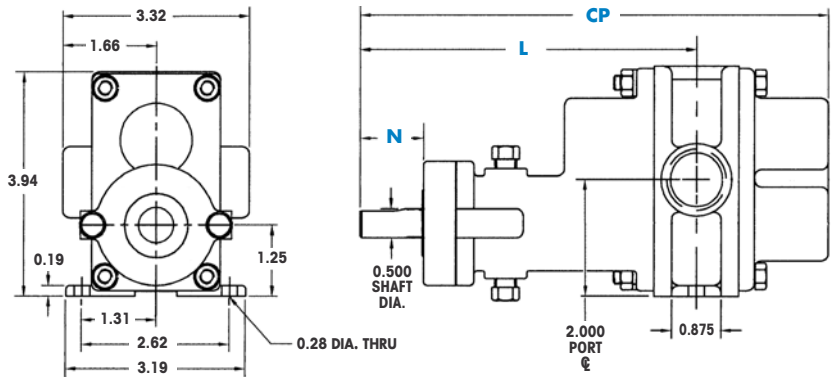 3.32
1.66
3.94
0.19
1.25
1.31
2.62
0.28 DIA. THRU
3.19
CP
L
N
0.500
SHAFT
DIA.
2.000
PORT
℄
0.875